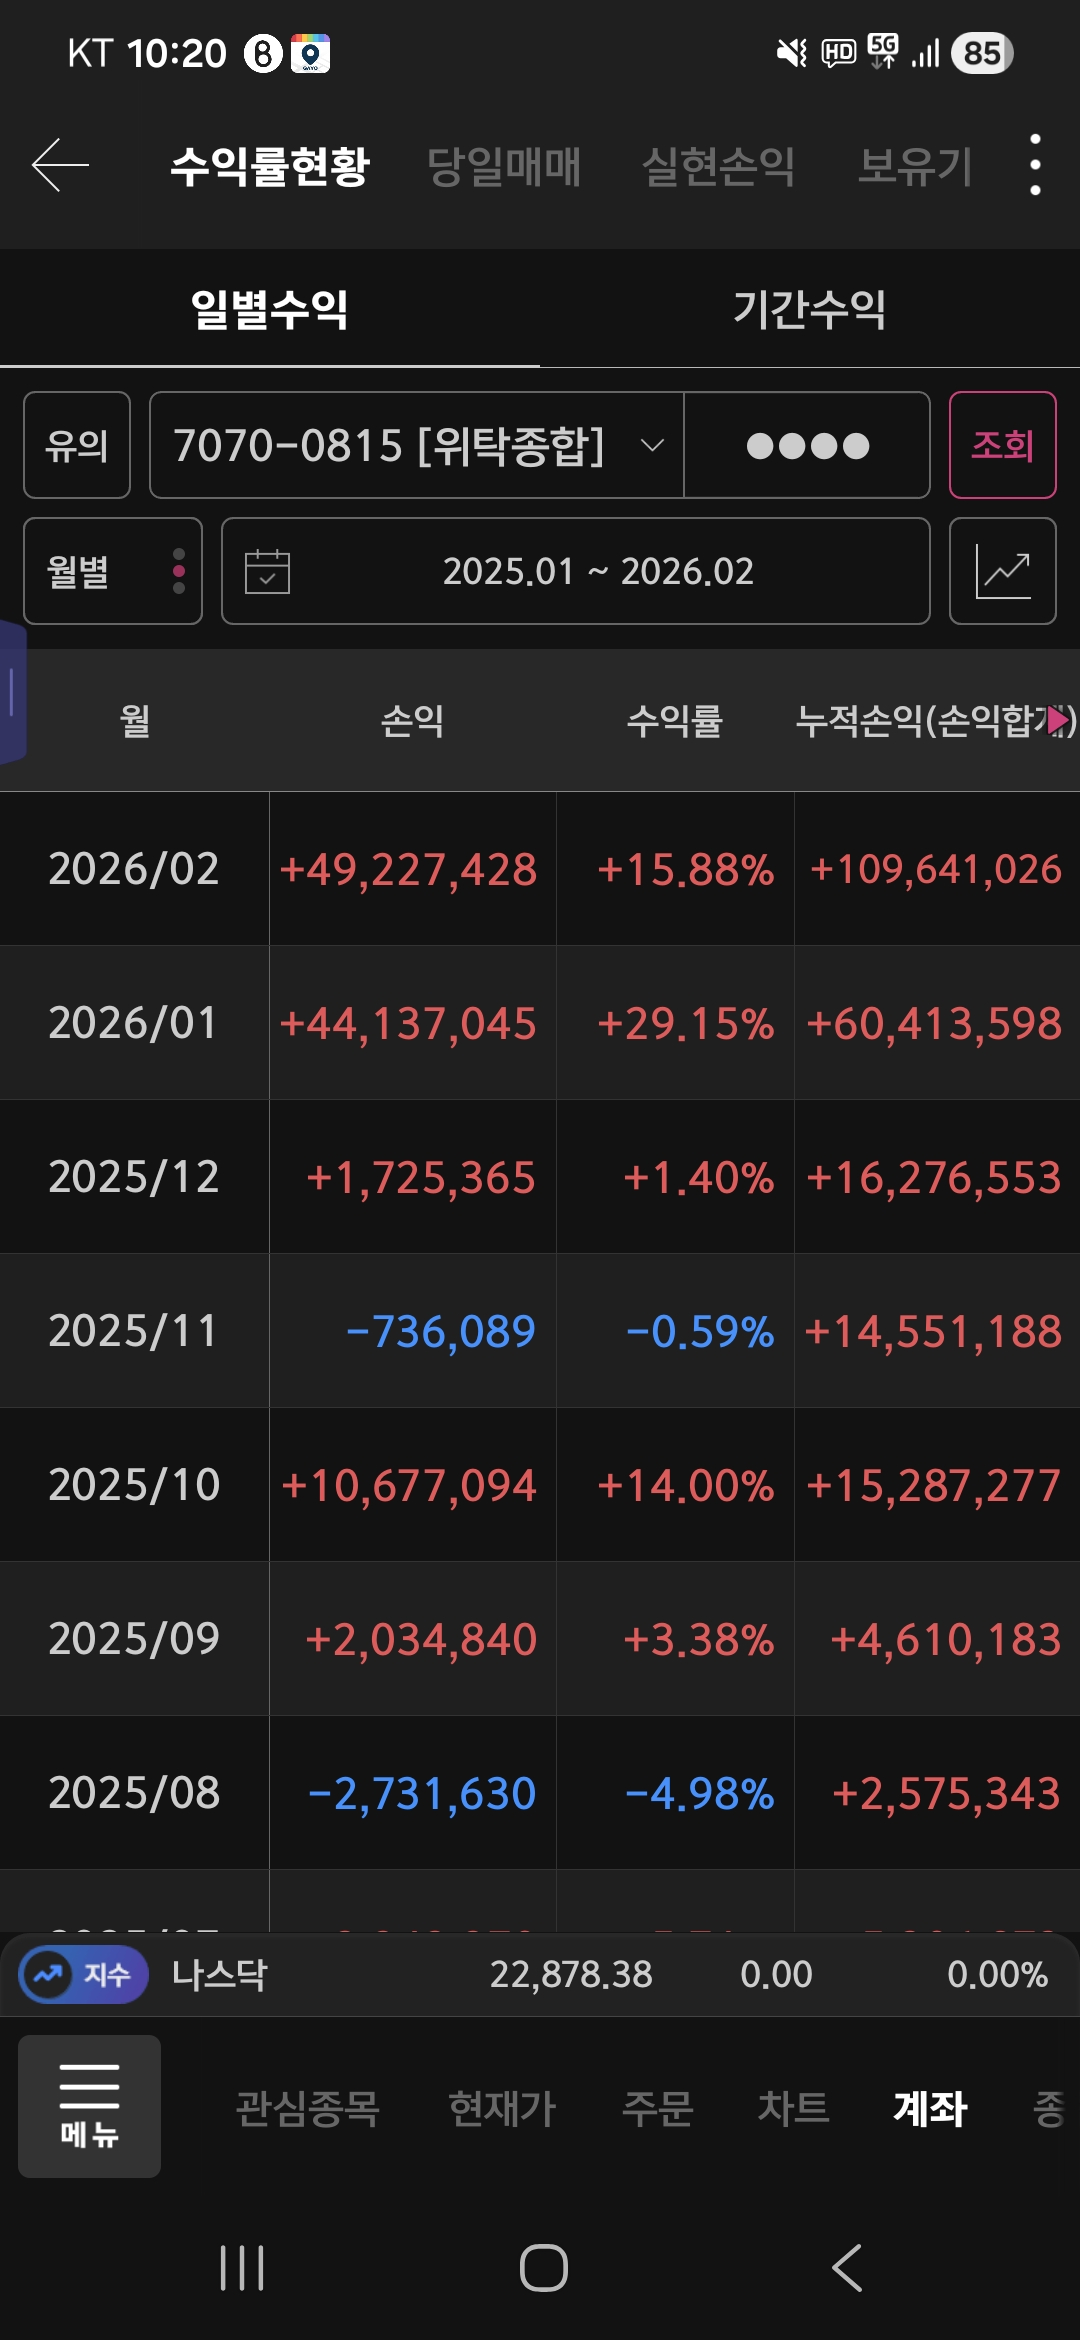 KT 10:20 8 HD 5G 85
수익률현황 당일매매 실현손익 보유기
일별수익 기간수익
유의 7070-0815 [위탁종합] ●●●● 조회
월별 2025.01 ~ 2026.02
월 손익 수익률 누적손익(손익합계)
2026/02 +49,227,428 +15.88% +109,641,026
2026/01 +44,137,045 +29.15% +60,413,598
2025/12 +1,725,365 +1.40% +16,276,553
2025/11 -736,089 -0.59% +14,551,188
2025/10 +10,677,094 +14.00% +15,287,277
2025/09 +2,034,840 +3.38% +4,610,183
2025/08 -2,731,630 -4.98% +2,575,343
지수 나스닥 22,878.38 0.00 0.00%
메뉴 관심종목 현재가 주문 차트 계좌 종